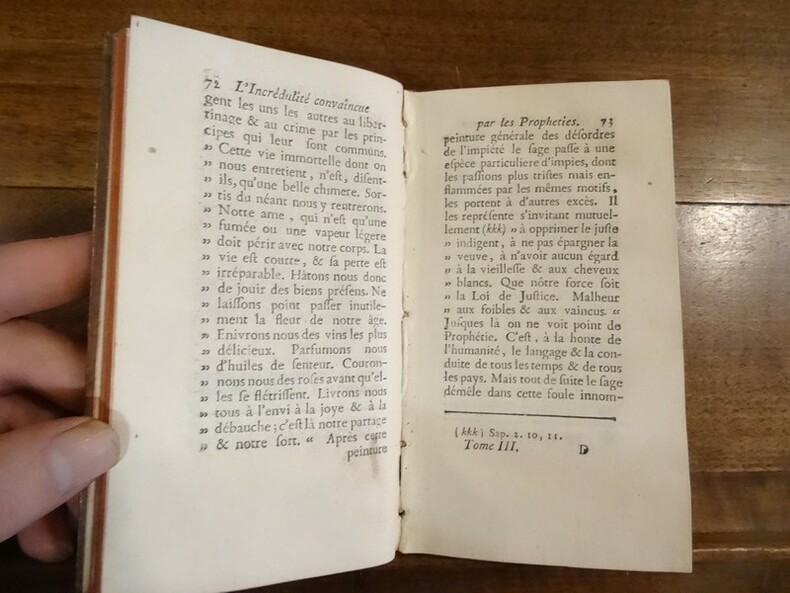 72 L'Incrédulité convaincue
gent les uns les autres au liber-
tinage & au crime par les prin-
cipes qui leur sont communs.
„ Cette vie immortelle dont on
„ nous entretient, n'est, disent-
„ ils, qu'une belle chimere. Sor-
„ tis du néant nous y rentrerons.
„ Notre ame, qui n'est qu'une
„ fumée ou une vapeur légere
„ doit périr avec notre corps. La
„ vie est courte, & sa perte est
„ irréparable. Hâtons nous donc
„ de jouir des biens présens. Ne
„ laissons point passer inutile-
„ ment la fleur de notre âge.
„ Enivrons nous des vins les plus
„ délicieux. Parfumons nous
„ d'huiles de senteur. Couron-
„ nons nous des roses avant qu'el-
„ les se flétrissent. Livrons nous
„ tous à l'envi à la joye & à la
„ débauche; c'est là notre partage
„ & notre sort. “ Après cette
peinture
par les Propheties. 73
peinture générale des désordres
de l'impiété le sage passe à une
espèce particuliere d'impies, dont
les passions plus tristes mais en-
flammées par les mêmes motifs,
les portent à d'autres excés. Il
les représente s'invitant mutuel-
lement (kkk) „ à opprimer le juste
„ indigent, à ne pas épargner la
„ veuve, à n'avoir aucun égard
„ à la vieillesse & aux cheveux
„ blancs. Que nôtre force soit
„ la Loi de Justice. Malheur
„ aux foibles & aux vaincus. “
Jusques là on ne voit point de
Prophétie. C'est, à la honte de
l'humanité, le langage & la con-
duite de tous les temps & de tous
les pays. Mais tout de suite le sage
démêle dans cette foule innom-
(kkk) Sap. 2. 10, 11.
Tome III. D